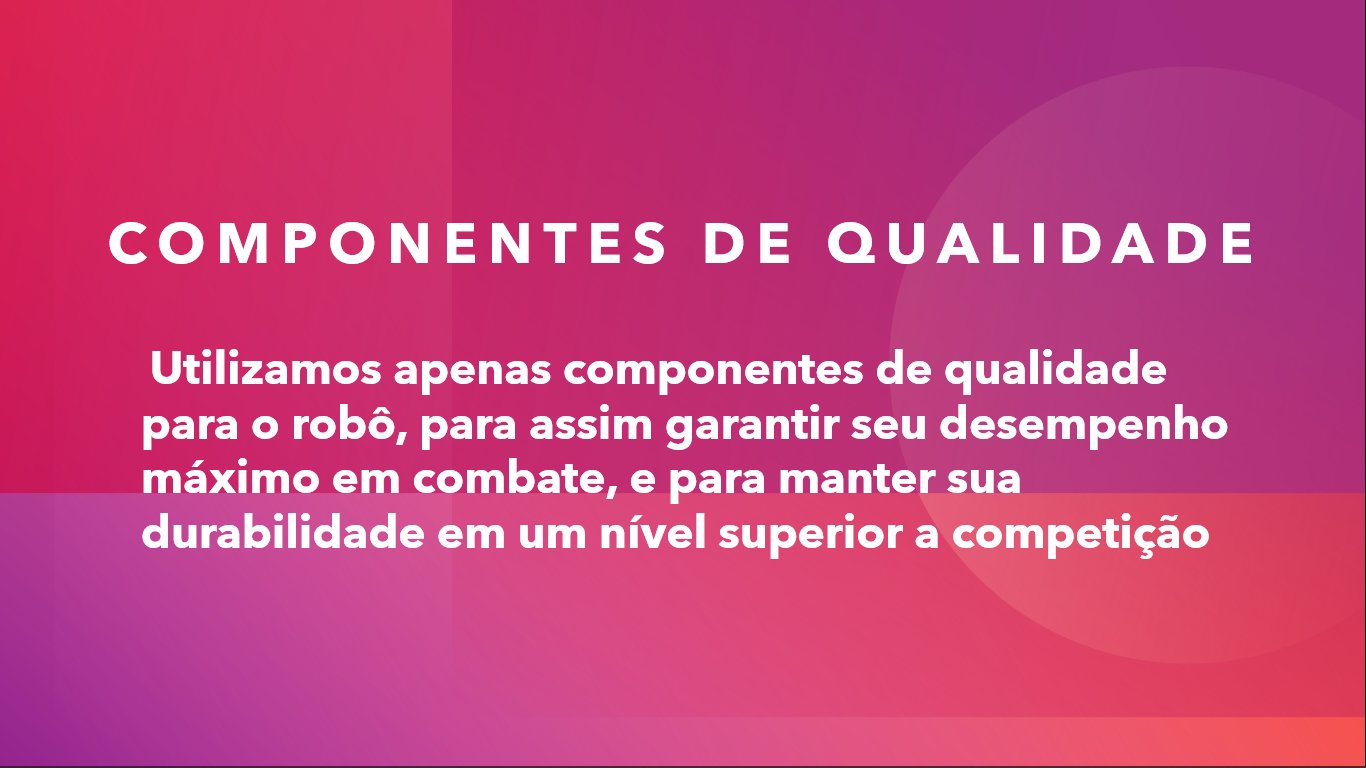 COMPONENTES DE QUALIDADE
Utilizamos apenas componentes de qualidade
para o robô, para assim garantir seu desempenho
máximo em combate, e para manter sua
durabilidade em um nível superior a competição